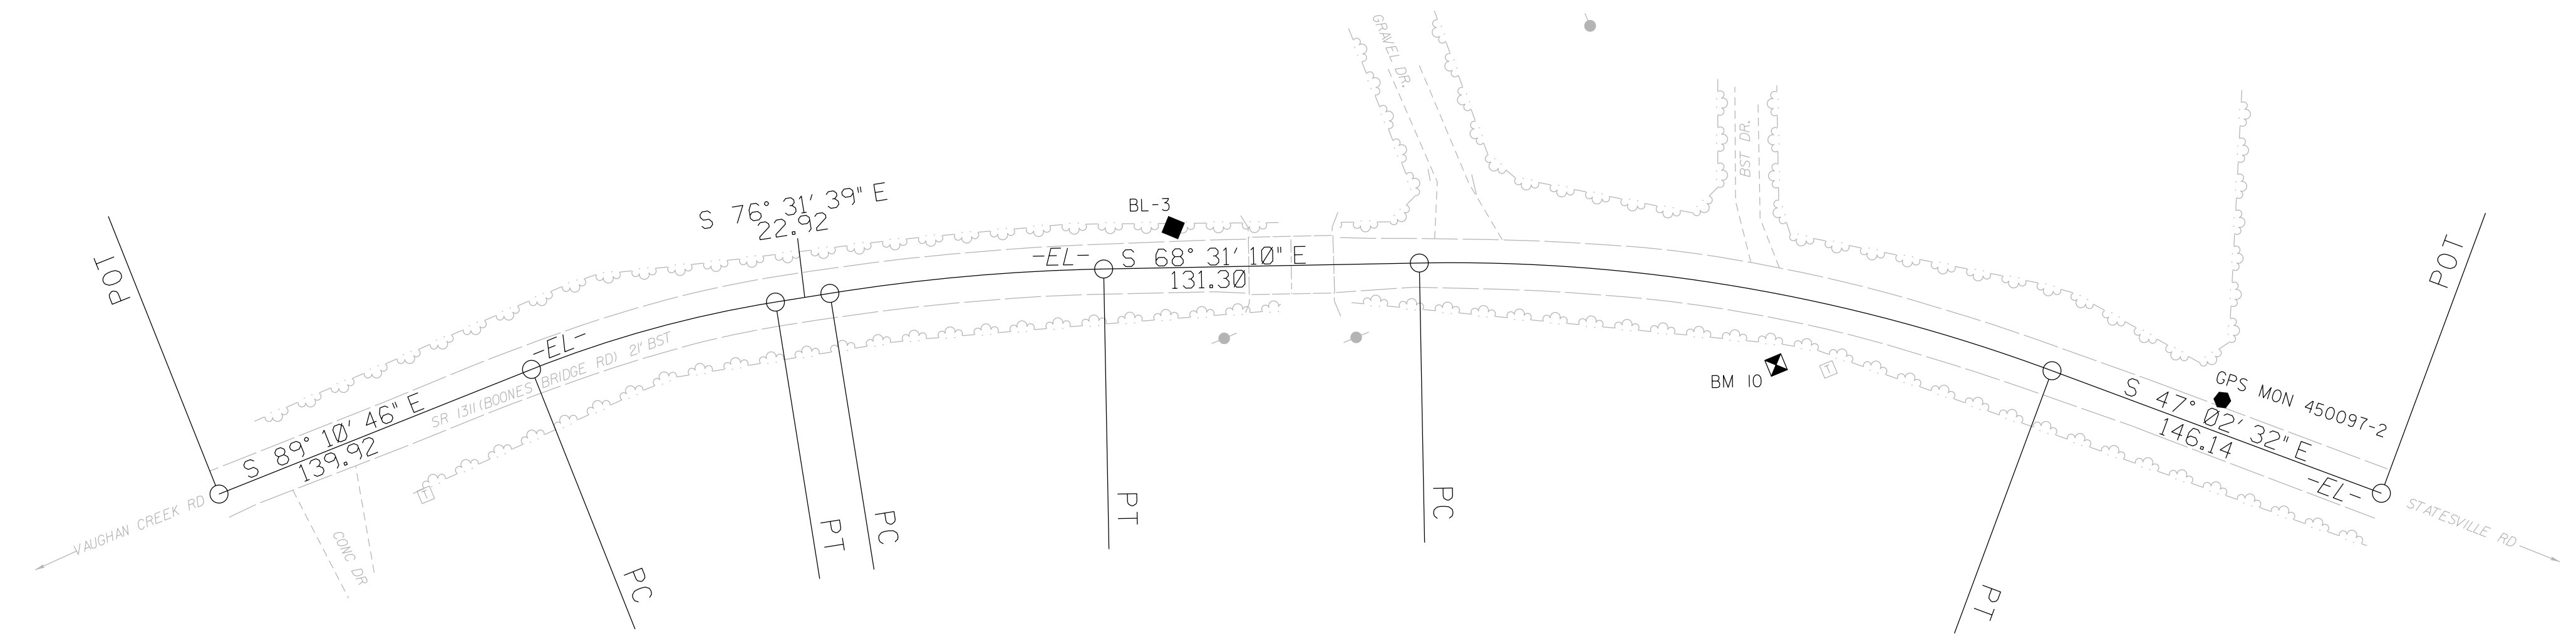 GRAVEL DR.
BST DR.
POT
POT
S 76° 31' 39" E
22.92
BL-3
-EL-
S 68° 31' 10" E
131.30
-EL-
SR 1311 (BOONES BRIDGE RD) 21' BST
S 89° 10' 46" E
139.92
BM 10
GPS MON 450097-2
S 47° 02' 32" E
146.14
-EL-
T
T
VAUGHAN CREEK RD
STATESVILLE RD
CONC DR
PC
PT
PC
PT
PC
PT